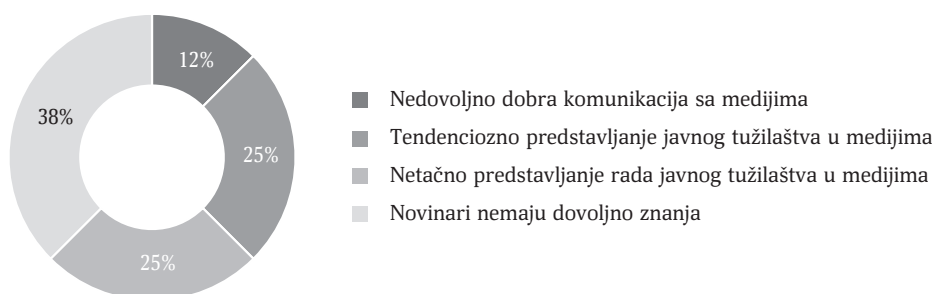 12%
25%
25%
38%
Nedovoljno dobra komunikacija sa medijima
Tendenciozno predstavljanje javnog tužilaštva u medijima
Netačno predstavljanje rada javnog tužilaštva u medijima
Novinari nemaju dovoljno znanja